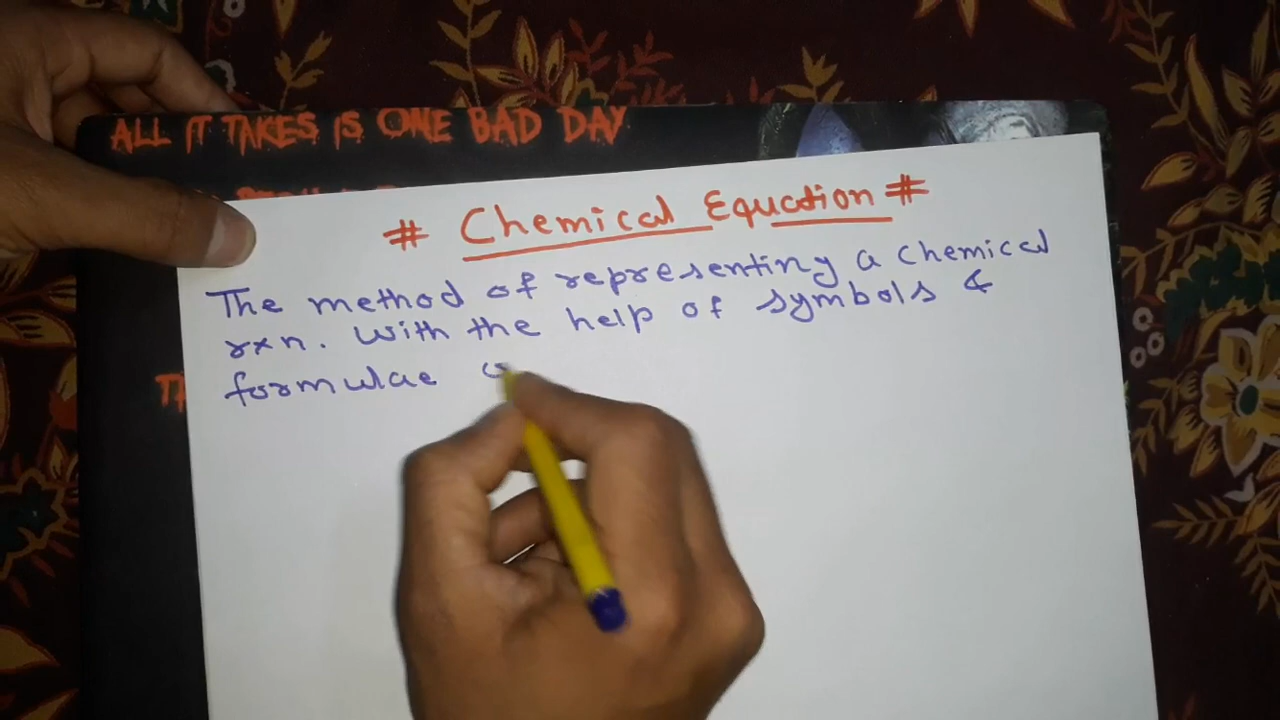 ALL IT TAKES IS ONE BAD DAY
# Chemical Equation #
The method of representing a chemical
rxn. With the help of symbols &
formulae